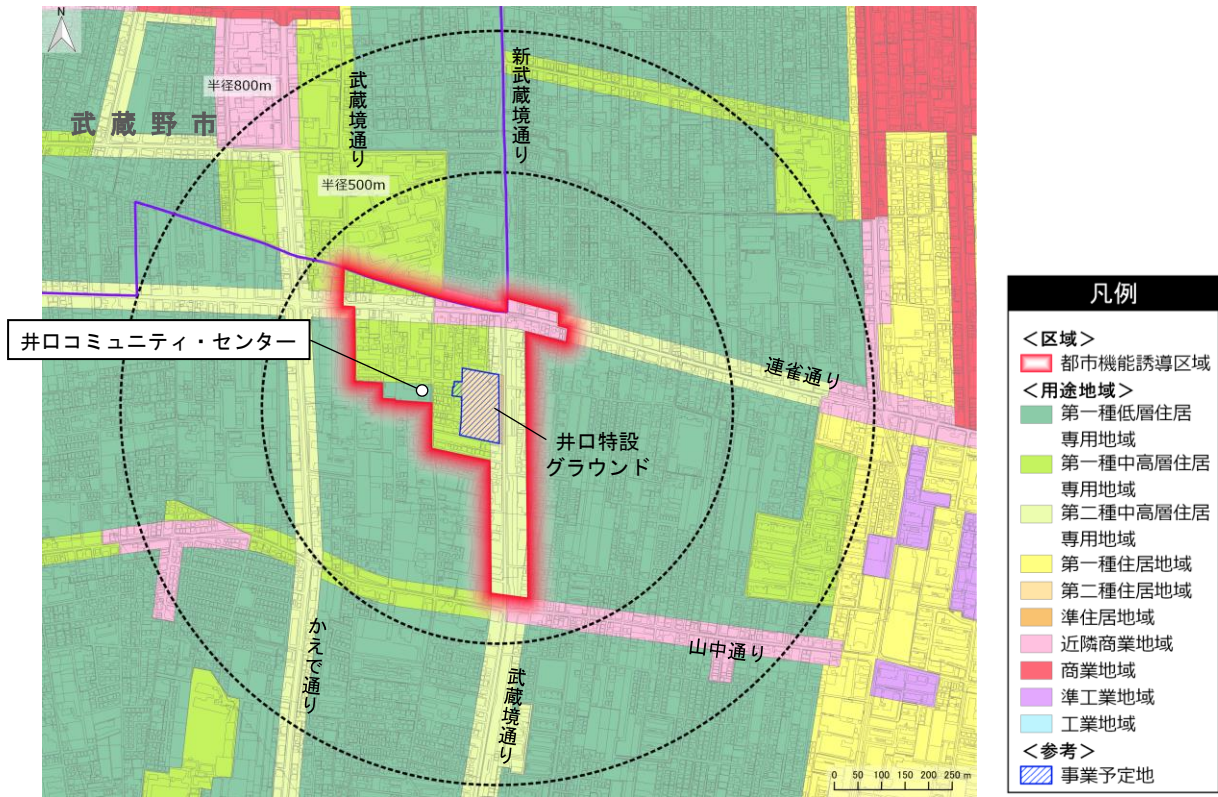 N
半径800m
武蔵野市
武蔵境通り
新武蔵境通り
半径500m
井口コミュニティ・センター
連雀通り
井口特設
グラウンド
かえで通り
武蔵境通り
山中通り
0 50 100 150 200 250 m
凡例
＜区域＞
都市機能誘導区域
＜用途地域＞
第一種低層住居
専用地域
第一種中高層住居
専用地域
第二種中高層住居
専用地域
第一種住居地域
第二種住居地域
準住居地域
近隣商業地域
商業地域
準工業地域
工業地域
＜参考＞
事業予定地